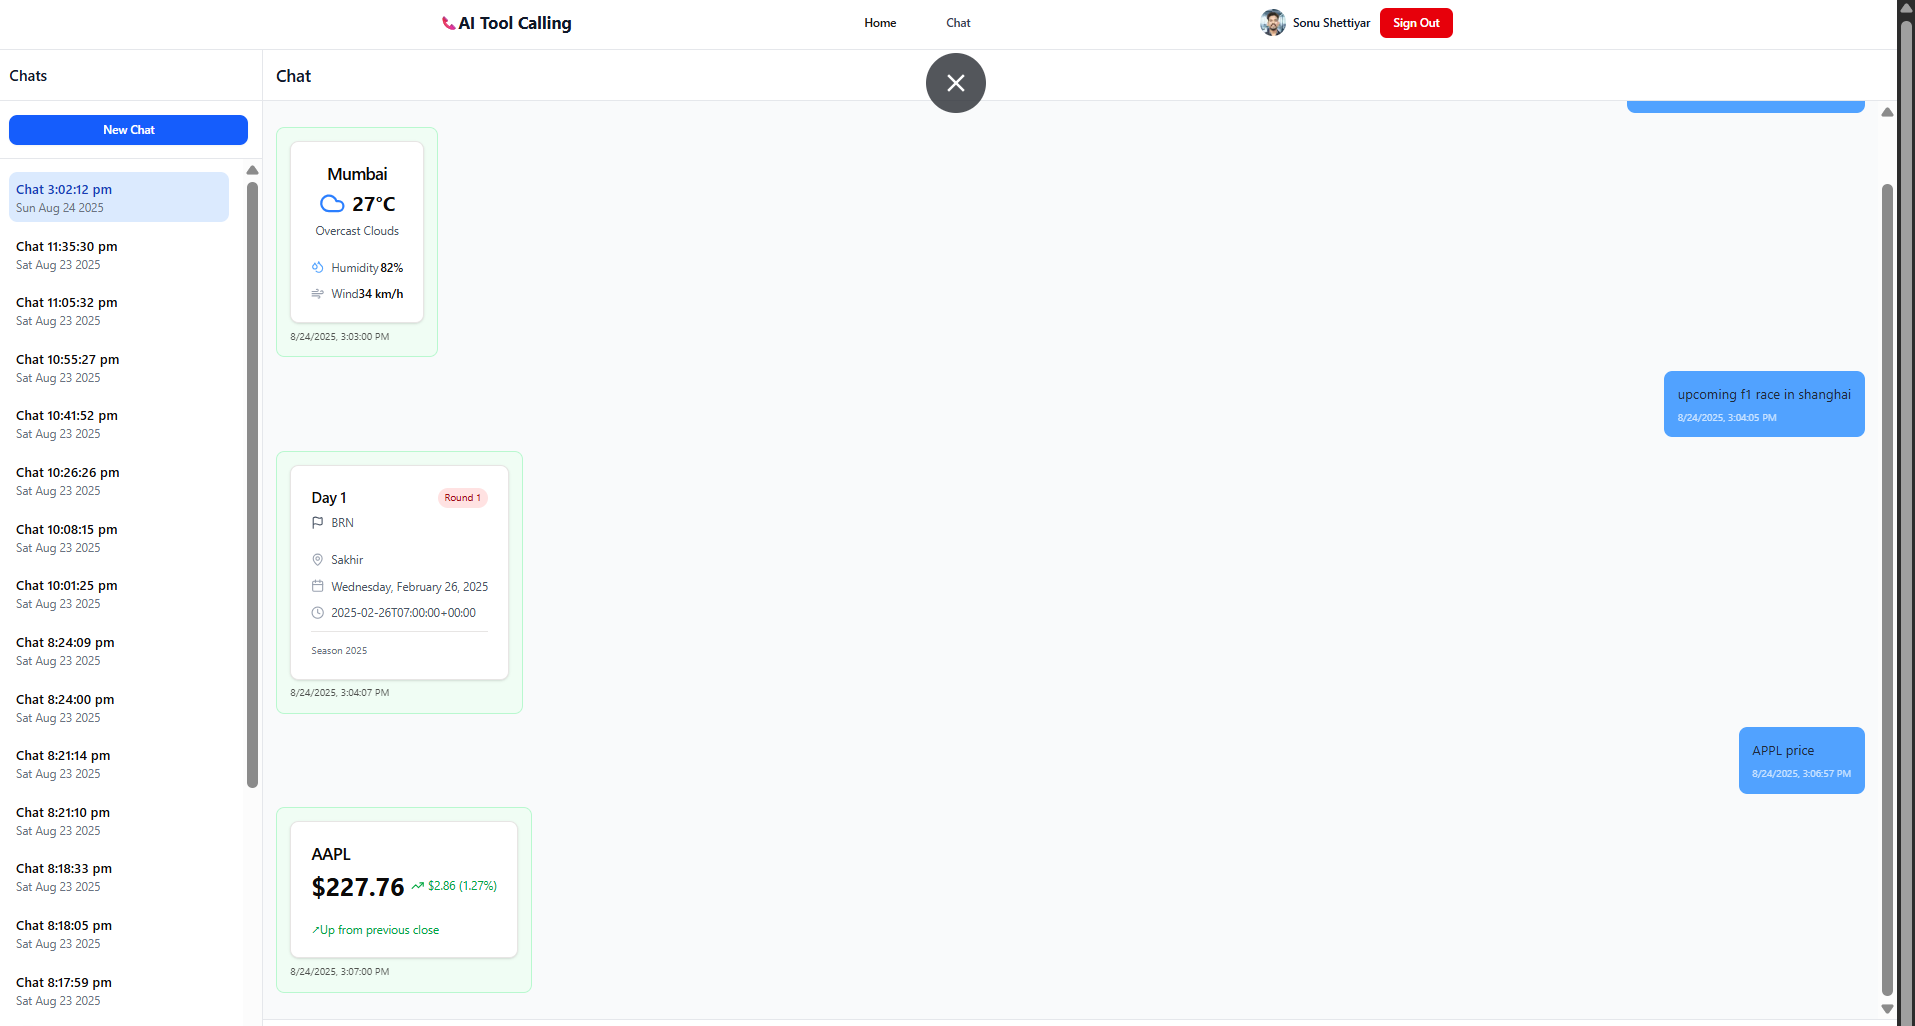 AI Tool Calling
Home
Chat
Sonu Shettiyar
Sign Out
Chats
New Chat
Chat 3:02:12 pm
Sun Aug 24 2025
Chat 11:35:30 pm
Sat Aug 23 2025
Chat 11:05:32 pm
Sat Aug 23 2025
Chat 10:55:27 pm
Sat Aug 23 2025
Chat 10:41:52 pm
Sat Aug 23 2025
Chat 10:26:26 pm
Sat Aug 23 2025
Chat 10:08:15 pm
Sat Aug 23 2025
Chat 10:01:25 pm
Sat Aug 23 2025
Chat 8:24:09 pm
Sat Aug 23 2025
Chat 8:24:00 pm
Sat Aug 23 2025
Chat 8:21:14 pm
Sat Aug 23 2025
Chat 8:21:10 pm
Sat Aug 23 2025
Chat 8:18:33 pm
Sat Aug 23 2025
Chat 8:18:05 pm
Sat Aug 23 2025
Chat 8:17:59 pm
Sat Aug 23 2025
Chat
Mumbai
27°C
Overcast Clouds
Humidity 82%
Wind34 km/h
8/24/2025, 3:03:00 PM
upcoming f1 race in shanghai
8/24/2025, 3:04:05 PM
Day 1
Round 1
BRN
Sakhir
Wednesday, February 26, 2025
2025-02-26T07:00:00+00:00
Season 2025
8/24/2025, 3:04:07 PM
APPL price
8/24/2025, 3:06:57 PM
AAPL
$227.76
$2.86 (1.27%)
↗Up from previous close
8/24/2025, 3:07:00 PM